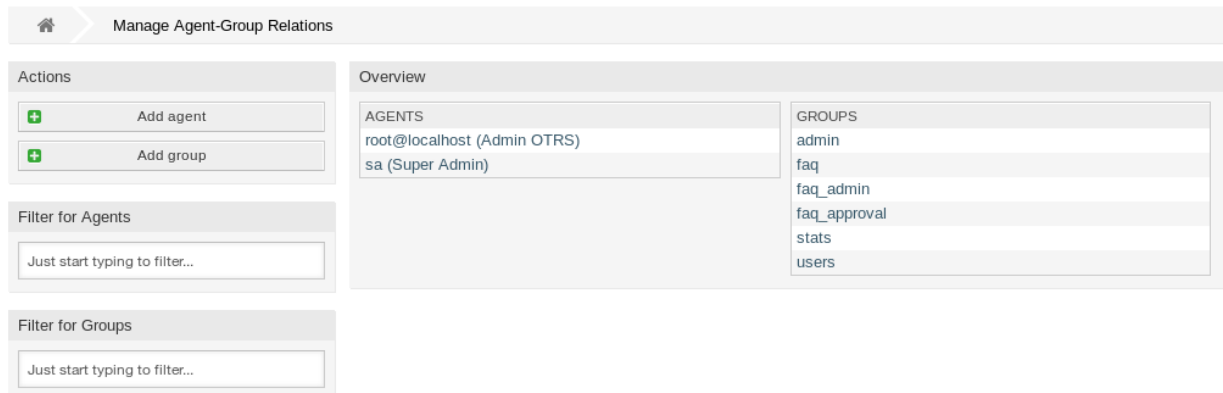 Manage Agent-Group Relations
Actions
Add agent
Add group
Filter for Agents
Just start typing to filter...
Filter for Groups
Just start typing to filter...
Overview
AGENTS
root@localhost (Admin OTRS)
sa (Super Admin)
GROUPS
admin
faq
faq_admin
faq_approval
stats
users